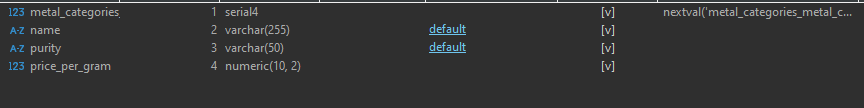 123 metal_categories_ 1 serial4 [v] nextval('metal_categories_metal_c...
A-Z name 2 varchar(255) default [v]
A-Z purity 3 varchar(50) default [v]
123 price_per_gram 4 numeric(10, 2) [v]